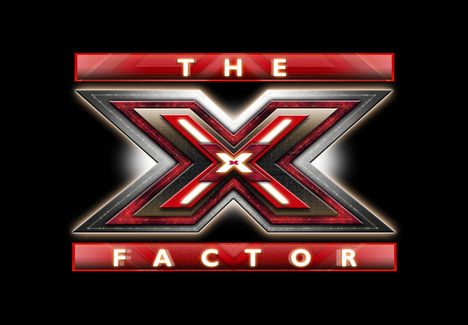 THE
X
FACTOR